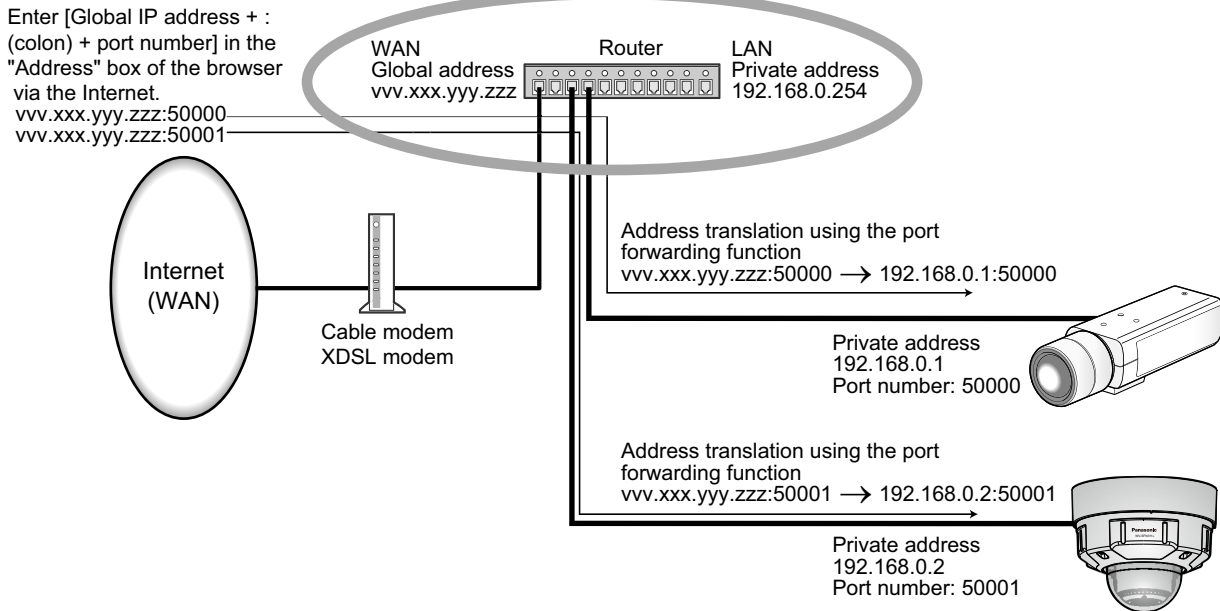 Enter [Global IP address + :
(colon) + port number] in the
"Address" box of the browser
via the Internet.
vvv.xxx.yyy.zzz:50000
vvv.xxx.yyy.zzz:50001
WAN
Global address
vvv.xxx.yyy.zzz
Router
LAN
Private address
192.168.0.254
Internet
(WAN)
Cable modem
XDSL modem
Address translation using the port
forwarding function
vvv.xxx.yyy.zzz:50000 → 192.168.0.1:50000
Private address
192.168.0.1
Port number: 50000
Address translation using the port
forwarding function
vvv.xxx.yyy.zzz:50001 → 192.168.0.2:50001
Panasonic
Private address
192.168.0.2
Port number: 50001